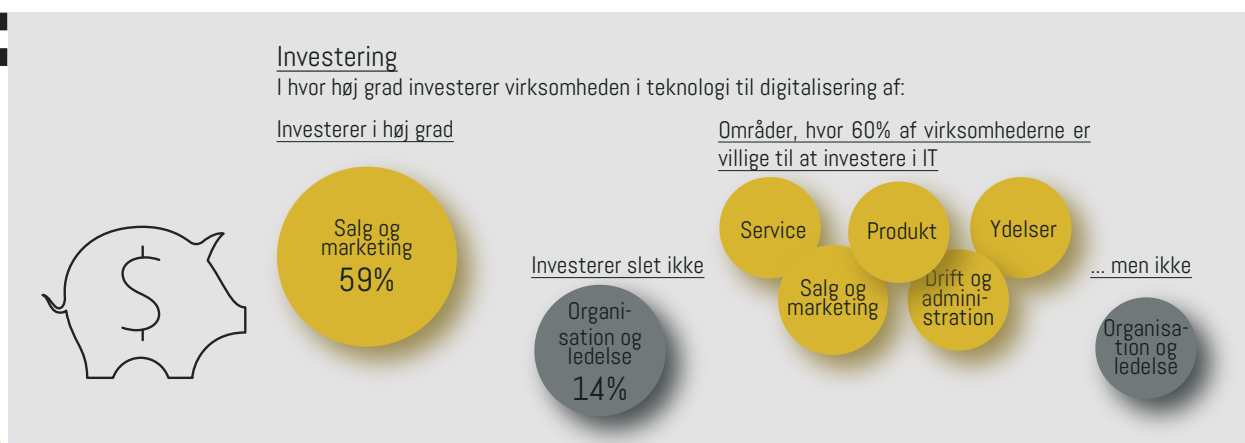 Investering
I hvor høj grad investerer virksomheden i teknologi til digitalisering af:
Investerer i høj grad
Salg og
marketing
59%
Investerer slet ikke
Organi-
sation og
ledelse
14%
Områder, hvor 60% af virksomhederne er
villige til at investere i IT
Service
Produkt
Ydelser
Salg og
marketing
Drift og
admini-
stration
... men ikke
Organisa-
tion og
ledelse